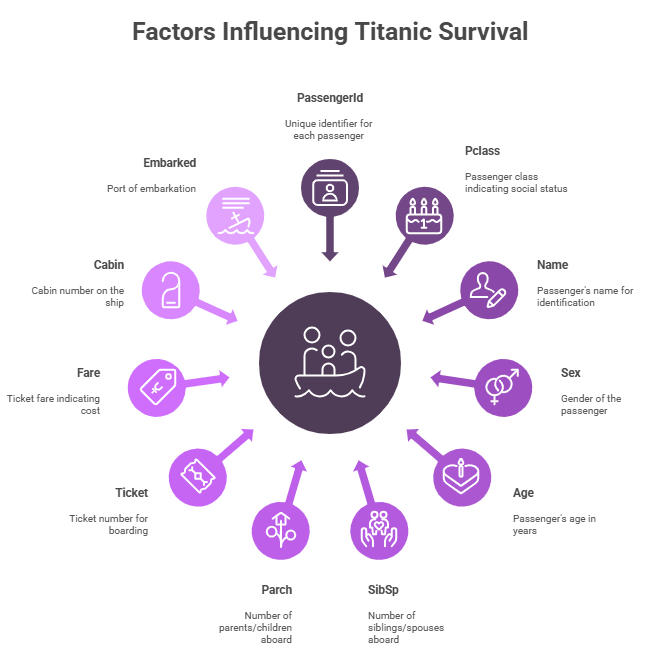 Factors Influencing Titanic Survival
PassengerId
Unique identifier for
each passenger
Pclass
Passenger class
indicating social status
1
Name
Passenger's name for
identification
Sex
Gender of the
passenger
Age
Passenger's age in
years
SibSp
Number of
siblings/spouses
aboard
Parch
Number of
parents/children
aboard
Ticket
Ticket number for
boarding
Fare
Ticket fare indicating
cost
€
Cabin
Cabin number on the
ship
Embarked
Port of embarkation